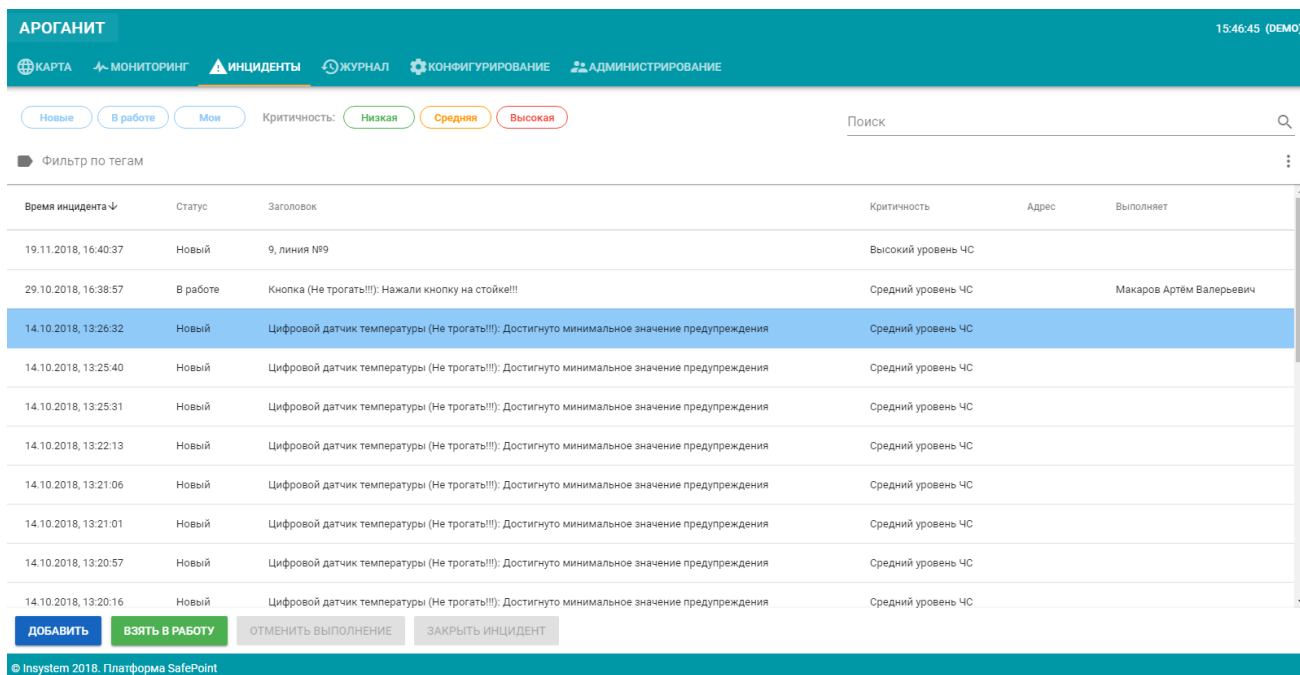 АРОГАНИТ 15:46:45 (DEMO)
КАРТА МОНИТОРИНГ ИНЦИДЕНТЫ ЖУРНАЛ КОНФИГУРИРОВАНИЕ АДМИНИСТРИРОВАНИЕ
Новые В работе Мои Критичность: Низкая Средняя Высокая Поиск
Фильтр по тегам
Время инцидента Статус Заголовок Критичность Адрес Выполняет
19.11.2018, 16:40:37 Новый 9, линия №9 Высокий уровень ЧС
29.10.2018, 16:38:57 В работе Кнопка (Не трогать!!!): Нажали кнопку на стойке!!! Средний уровень ЧС Макаров Артём Валерьевич
14.10.2018, 13:26:32 Новый Цифровой датчик температуры (Не трогать!!!): Достигнуто минимальное значение предупреждения Средний уровень ЧС
14.10.2018, 13:25:40 Новый Цифровой датчик температуры (Не трогать!!!): Достигнуто минимальное значение предупреждения Средний уровень ЧС
14.10.2018, 13:25:31 Новый Цифровой датчик температуры (Не трогать!!!): Достигнуто минимальное значение предупреждения Средний уровень ЧС
14.10.2018, 13:22:13 Новый Цифровой датчик температуры (Не трогать!!!): Достигнуто минимальное значение предупреждения Средний уровень ЧС
14.10.2018, 13:21:06 Новый Цифровой датчик температуры (Не трогать!!!): Достигнуто минимальное значение предупреждения Средний уровень ЧС
14.10.2018, 13:21:01 Новый Цифровой датчик температуры (Не трогать!!!): Достигнуто минимальное значение предупреждения Средний уровень ЧС
14.10.2018, 13:20:57 Новый Цифровой датчик температуры (Не трогать!!!): Достигнуто минимальное значение предупреждения Средний уровень ЧС
14.10.2018, 13:20:16 Новый Цифровой датчик температуры (Не трогать!!!): Достигнуто минимальное значение предупреждения Средний уровень ЧС
ДОБАВИТЬ ВЗЯТЬ В РАБОТУ ОТМЕНИТЬ ВЫПОЛНЕНИЕ ЗАКРЫТЬ ИНЦИДЕНТ
© Insystem 2018. Платформа SafePoint